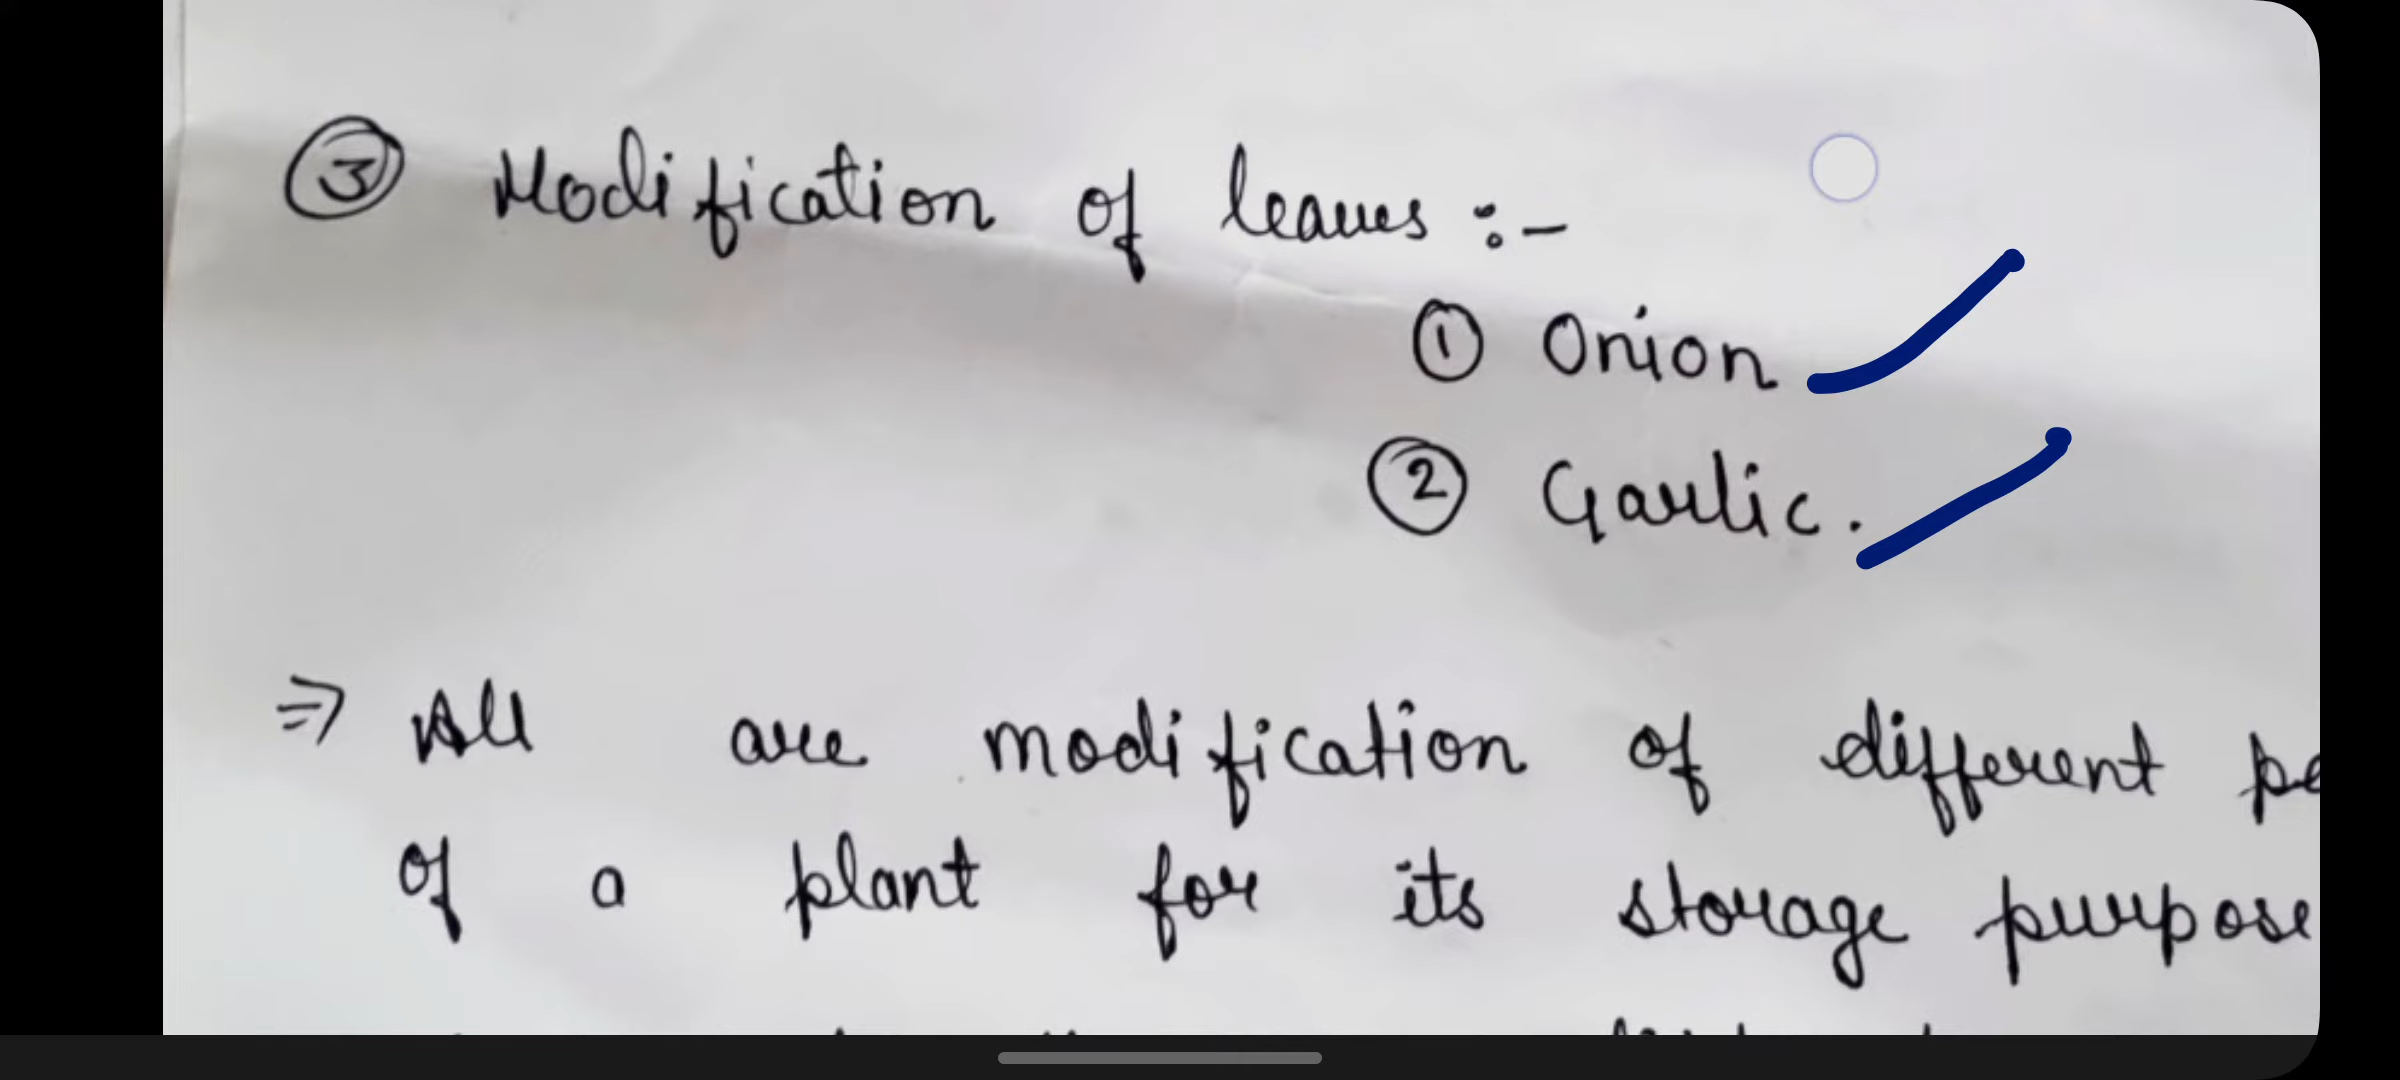 ③ Modification of leaves :-
① Onion
② Garlic.
⇒ All are modification of different
of a plant for its storage purpose